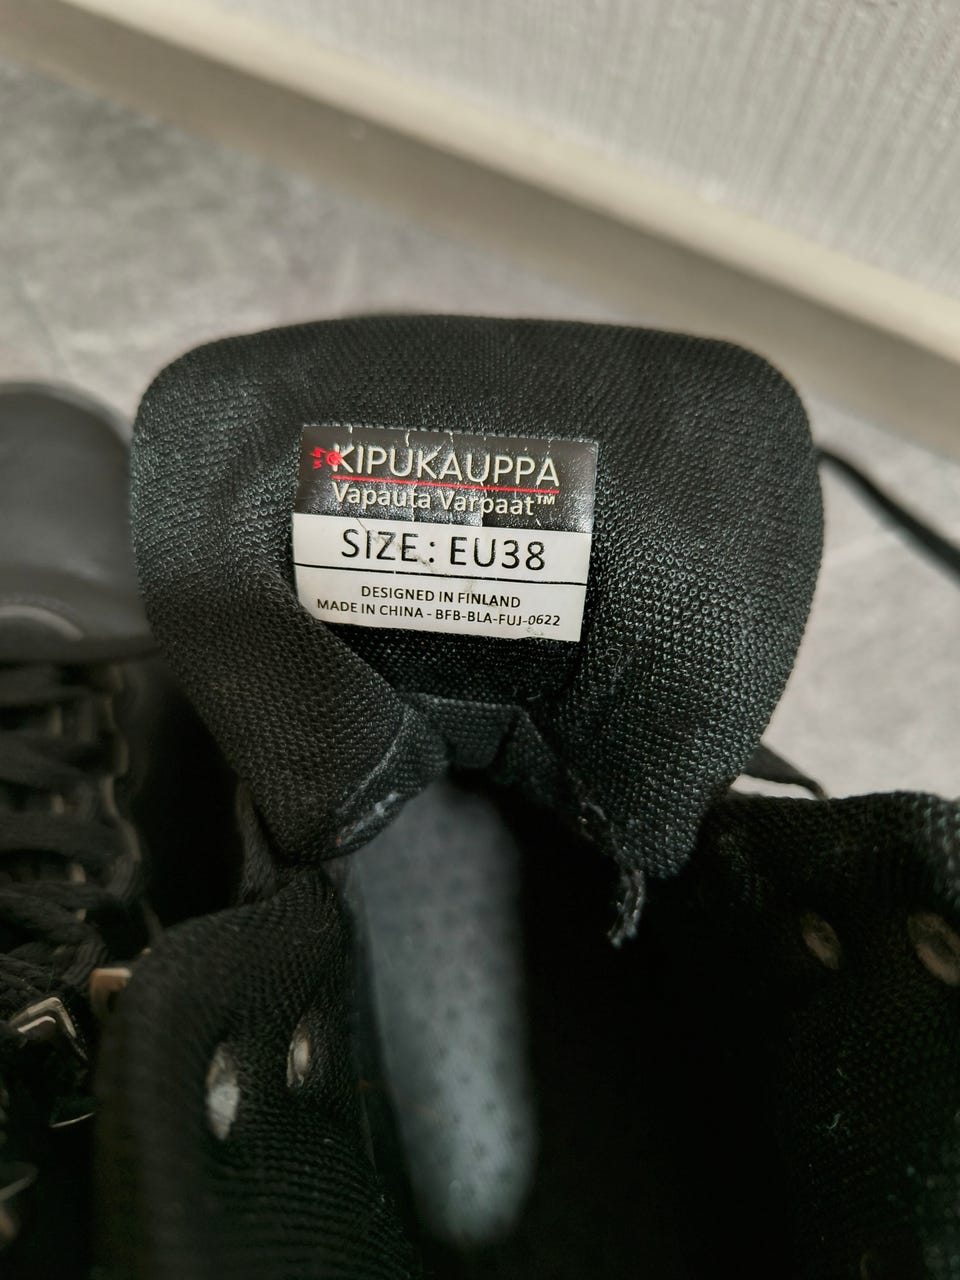 KIPUKAUPPA
Vapauta Varpaat™
SIZE: EU38
DESIGNED IN FINLAND
MADE IN CHINA - BFB-BLA-FUJ-0622